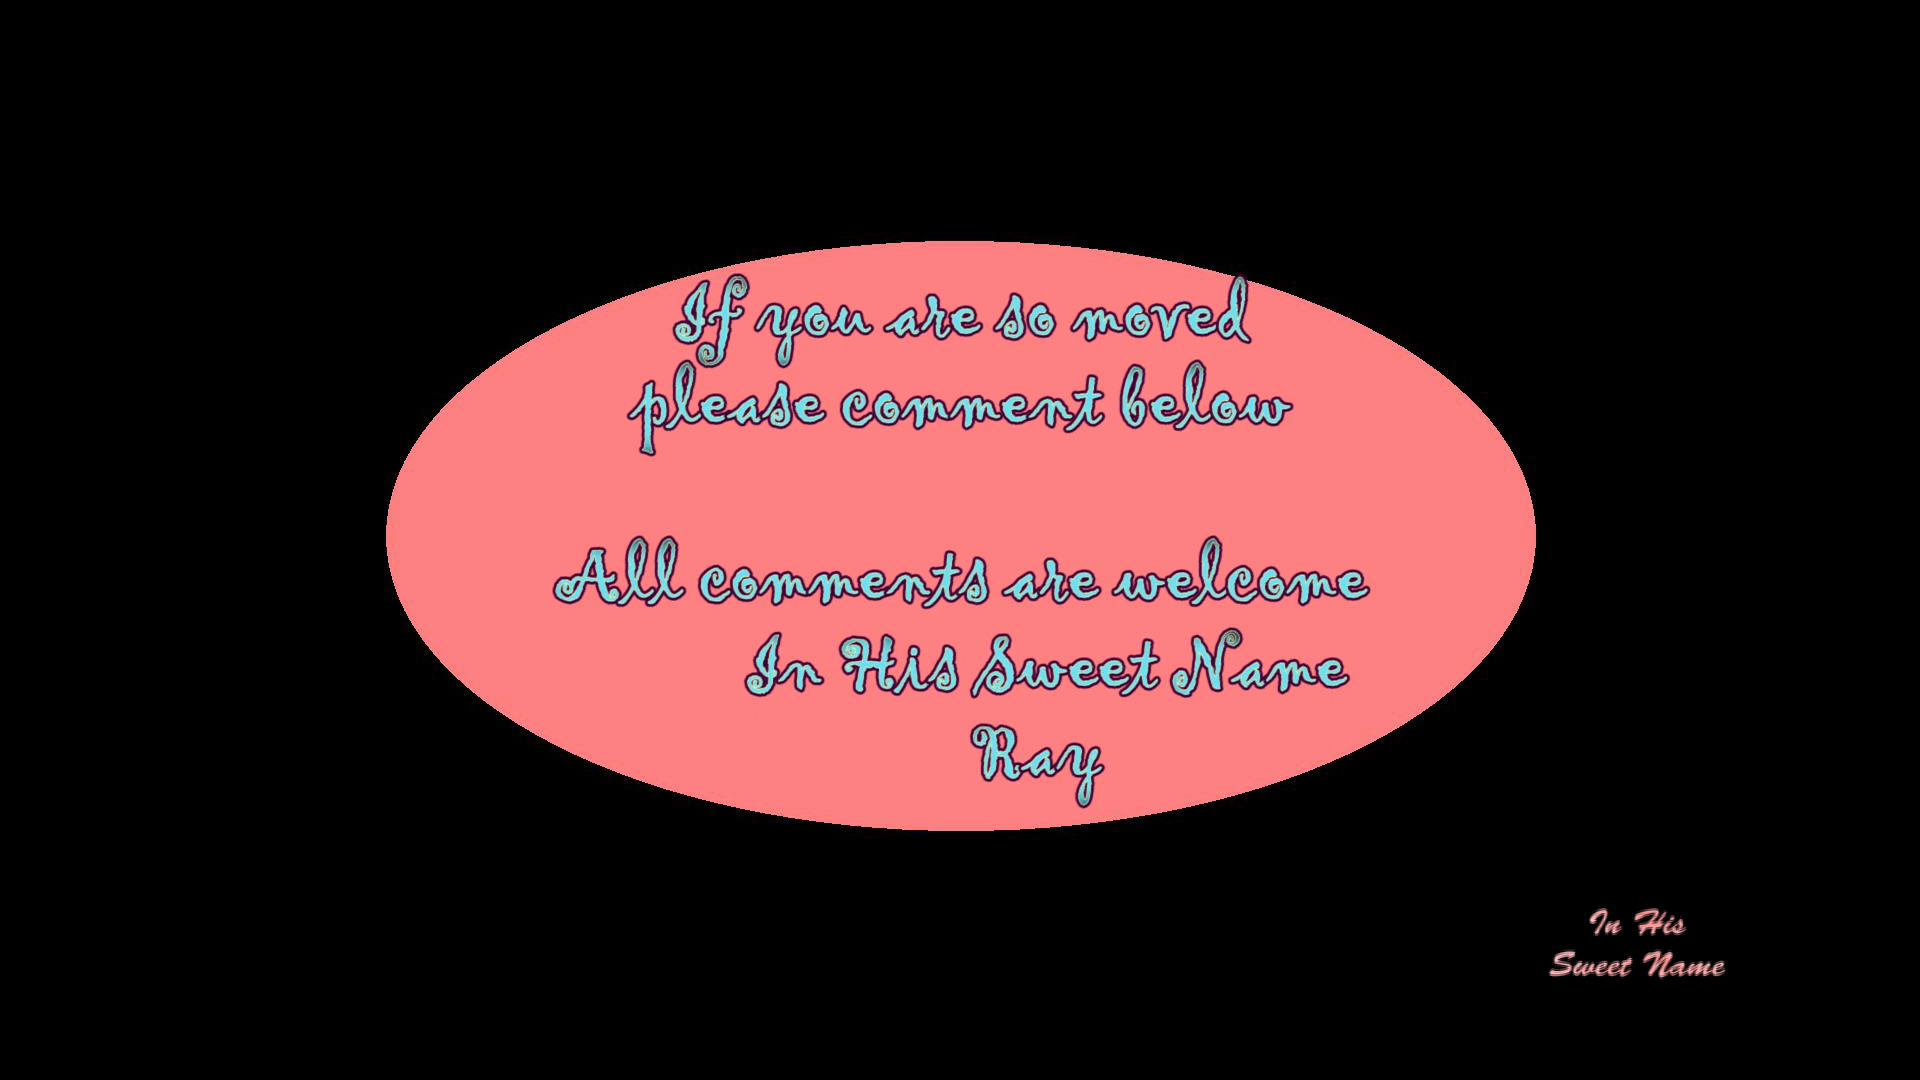 If you are so moved
please comment below
All comments are welcome
In His Sweet Name
Ray
In His
Sweet Name